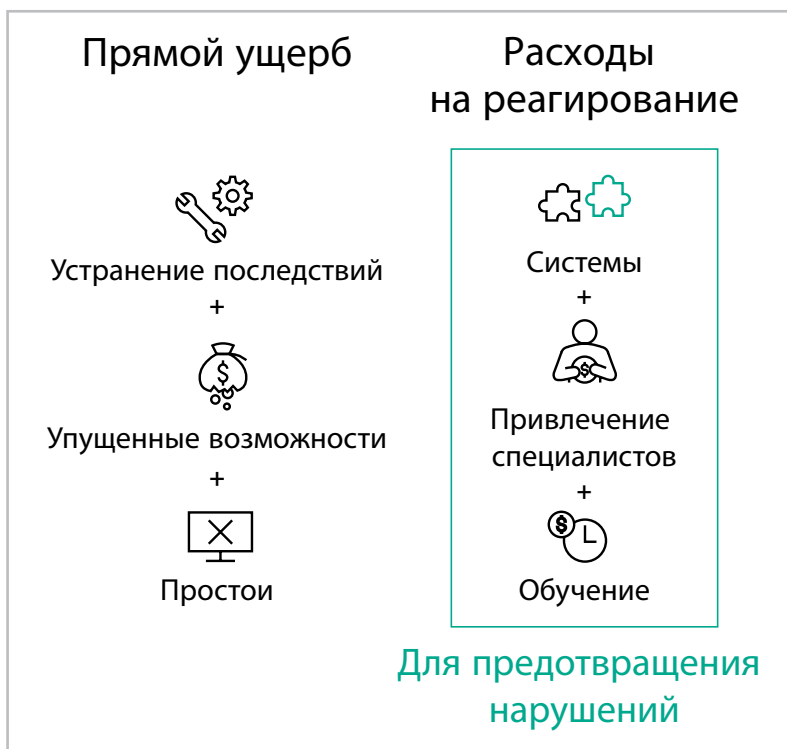 Прямой ущерб
Устранение последствий
+
Упущенные возможности
+
Простои
Расходы
на реагирование
Системы
+
Привлечение
специалистов
+
Обучение
Для предотвращения
нарушений